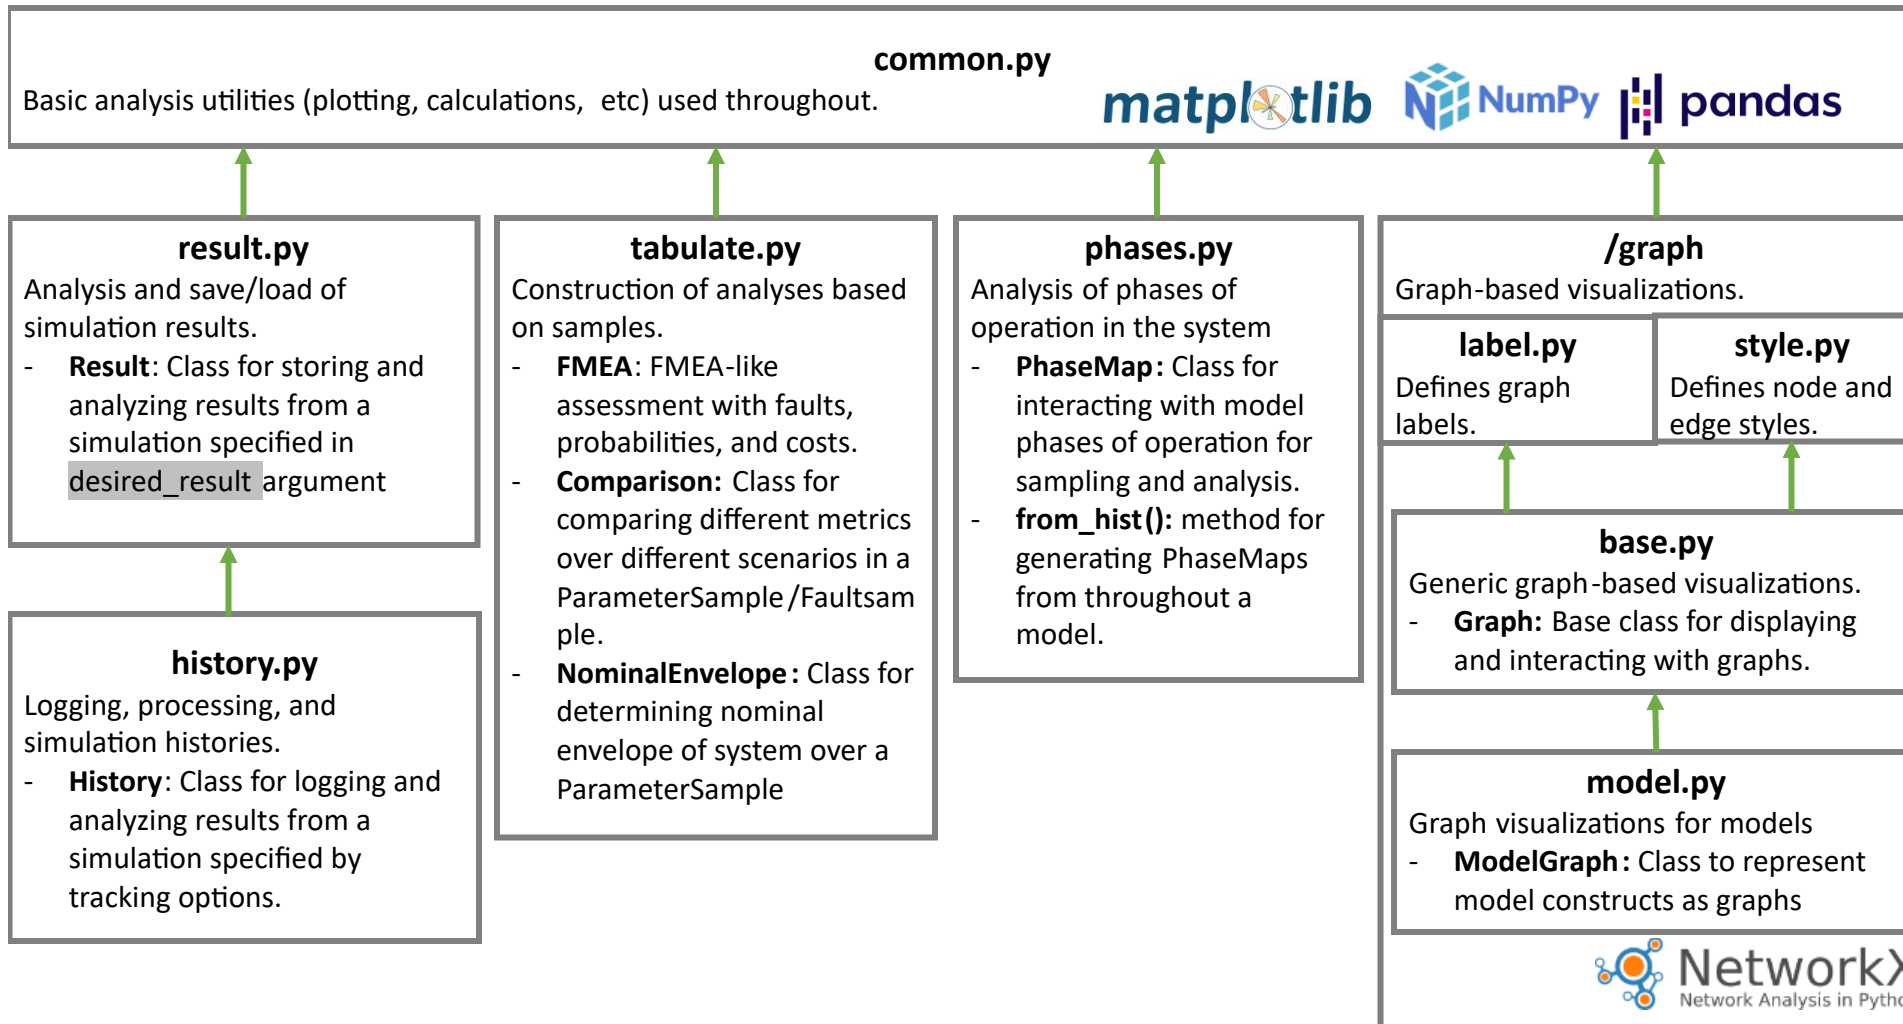 common.py
Basic analysis utilities (plotting, calculations, etc) used throughout.
matplotlib
NumPy
pandas
result.py
Analysis and save/load of
simulation results.
- Result: Class for storing and
analyzing results from a
simulation specified in
desired_result argument
history.py
Logging, processing, and
simulation histories.
- History: Class for logging and
analyzing results from a
simulation specified by
tracking options.
tabulate.py
Construction of analyses based
on samples.
- FMEA: FMEA-like
assessment with faults,
probabilities, and costs.
- Comparison: Class for
comparing different metrics
over different scenarios in a
ParameterSample/Faultsam
ple.
- NominalEnvelope: Class for
determining nominal
envelope of system over a
ParameterSample
phases.py
Analysis of phases of
operation in the system
- PhaseMap: Class for
interacting with model
phases of operation for
sampling and analysis.
- from_hist(): method for
generating PhaseMaps
from throughout a
model.
/graph
Graph-based visualizations.
label.py
Defines graph
labels.
style.py
Defines node and
edge styles.
base.py
Generic graph-based visualizations.
- Graph: Base class for displaying
and interacting with graphs.
model.py
Graph visualizations for models
- ModelGraph: Class to represent
model constructs as graphs
NetworkX
Network Analysis in Pytho